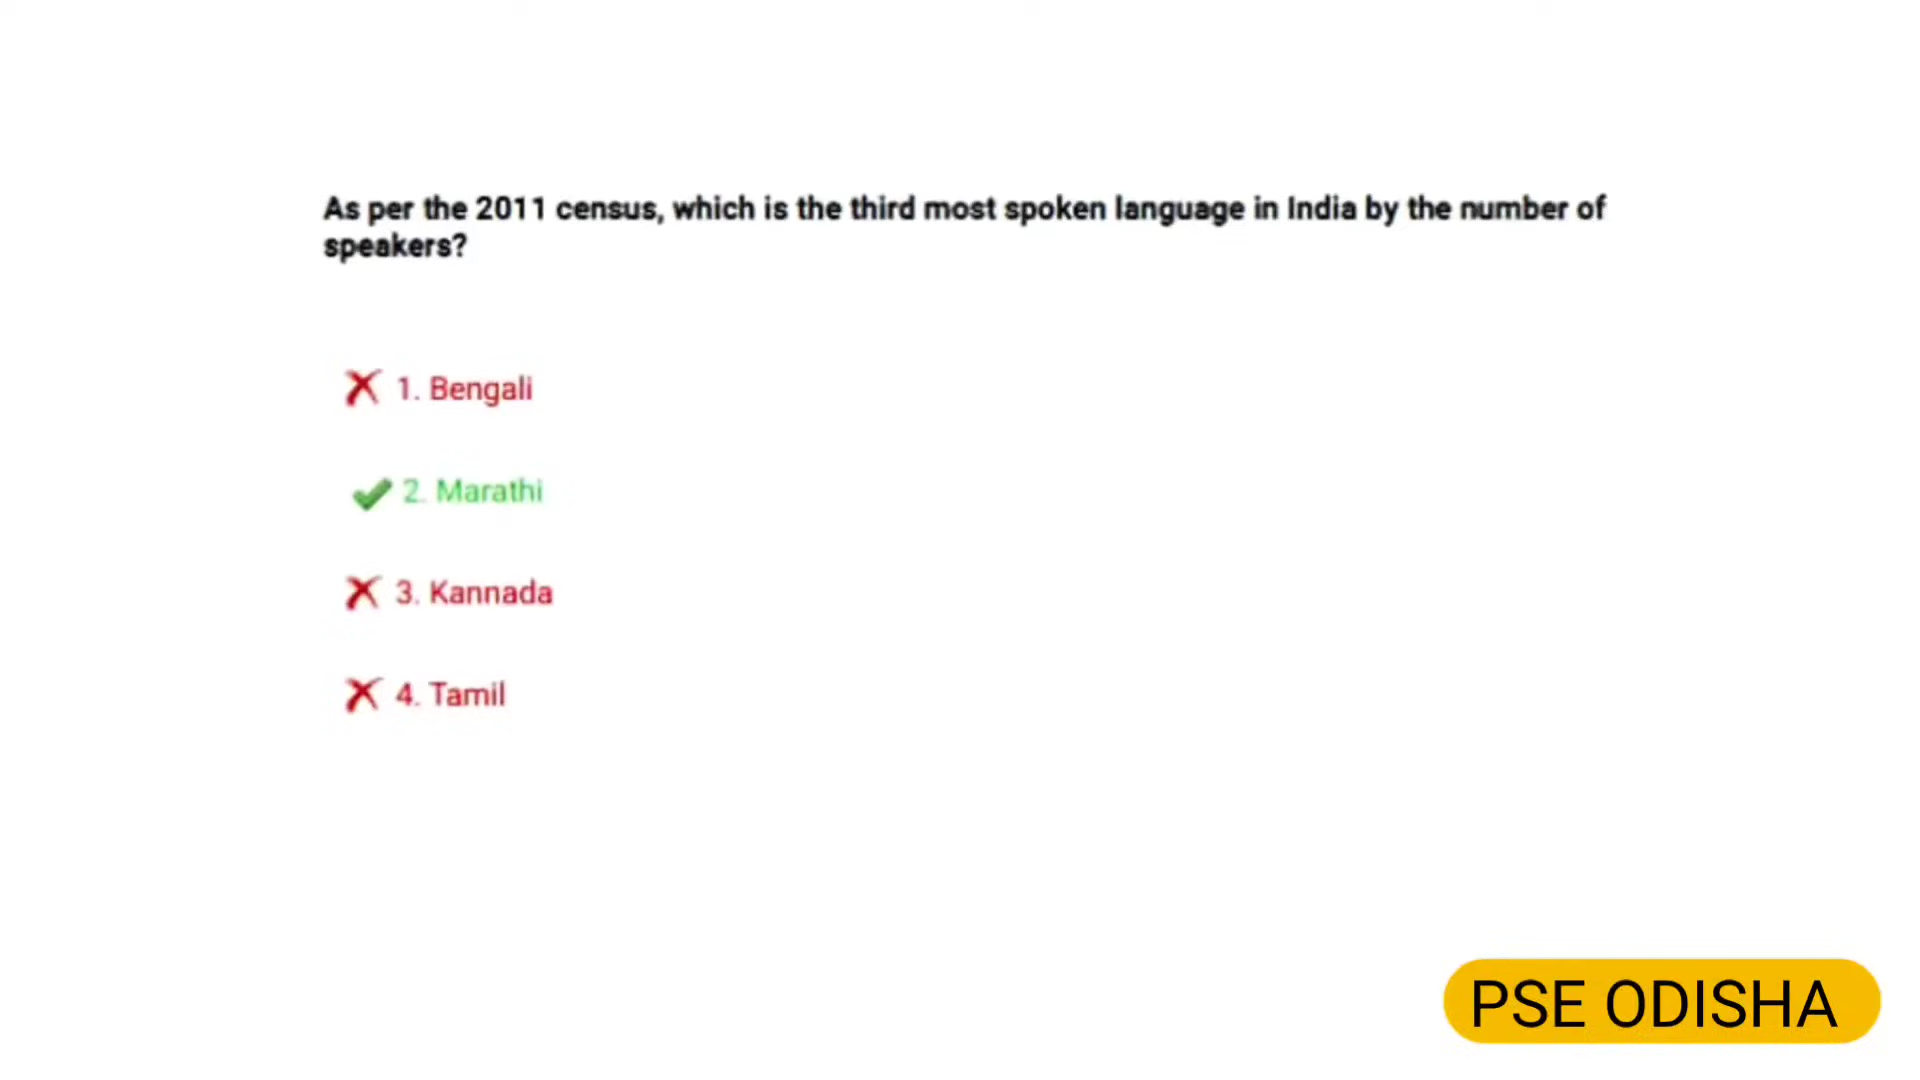 As per the 2011 census, which is the third most spoken language in India by the number of
speakers?
1. Bengali
2. Marathi
3. Kannada
4. Tamil
PSE ODISHA